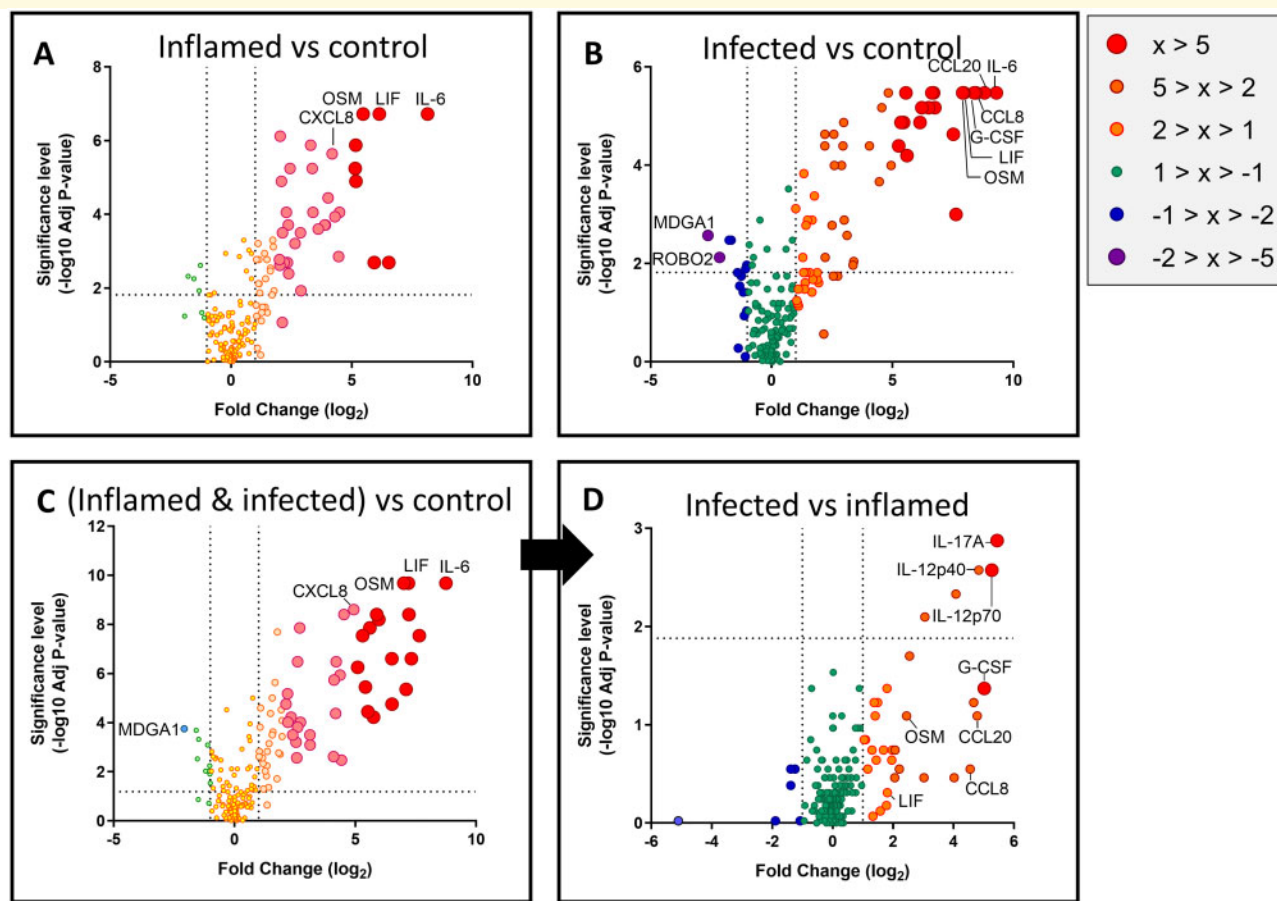 A
Inflamed vs control
8
6
4
2
0
-5
0
5
10
Significance level
(-log10 Adj P-value)
Fold Change (log2)
OSM
LIF
IL-6
CXCL8
B
Infected vs control
6
4
2
0
-5
0
5
10
Significance level
(-log10 Adj P-value)
Fold Change (log2)
CCL20 IL-6
CCL8
G-CSF
LIF
OSM
MDGA1
ROBO2
x > 5
5 > x > 2
2 > x > 1
1 > x > -1
-1 > x > -2
-2 > x > -5
C
(Inflamed & infected) vs control
12
10
8
6
4
2
0
-5
0
5
10
Significance level
(-log10 Adj P-value)
Fold Change (log2)
LIF
IL-6
OSM
CXCL8
MDGA1
D
Infected vs inflamed
3
2
1
0
-6
-4
-2
0
2
4
6
Significance level
(-log10 Adj P-value)
Fold Change (log2)
IL-17A
IL-12p40
IL-12p70
G-CSF
OSM
CCL20
LIF
CCL8